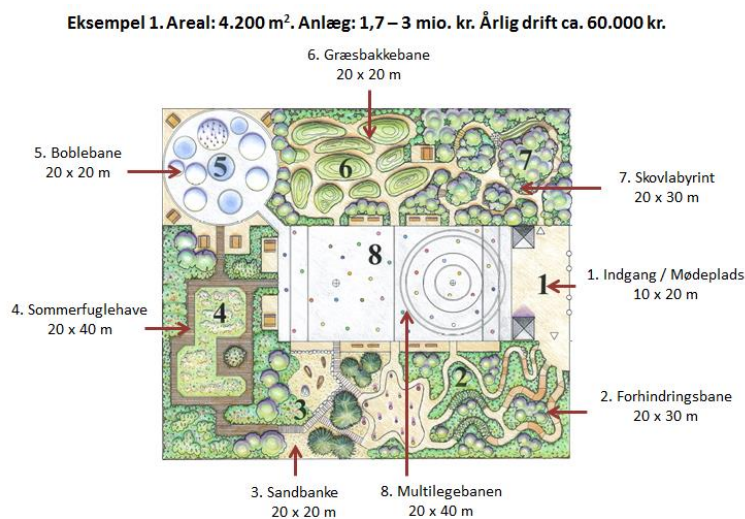 Eksempel 1. Areal: 4.200 m². Anlæg: 1,7 – 3 mio. kr. Årlig drift ca. 60.000 kr.
6. Græsbakkebane
20 x 20 m
5. Boblebane
20 x 20 m
7. Skovlabyrint
20 x 30 m
1. Indgang / Mødeplads
10 x 20 m
4. Sommerfuglehave
20 x 40 m
2. Forhindringsbane
20 x 30 m
3. Sandbanke
20 x 20 m
8. Multilegebanen
20 x 40 m
5
6
7
8
1
4
2
3